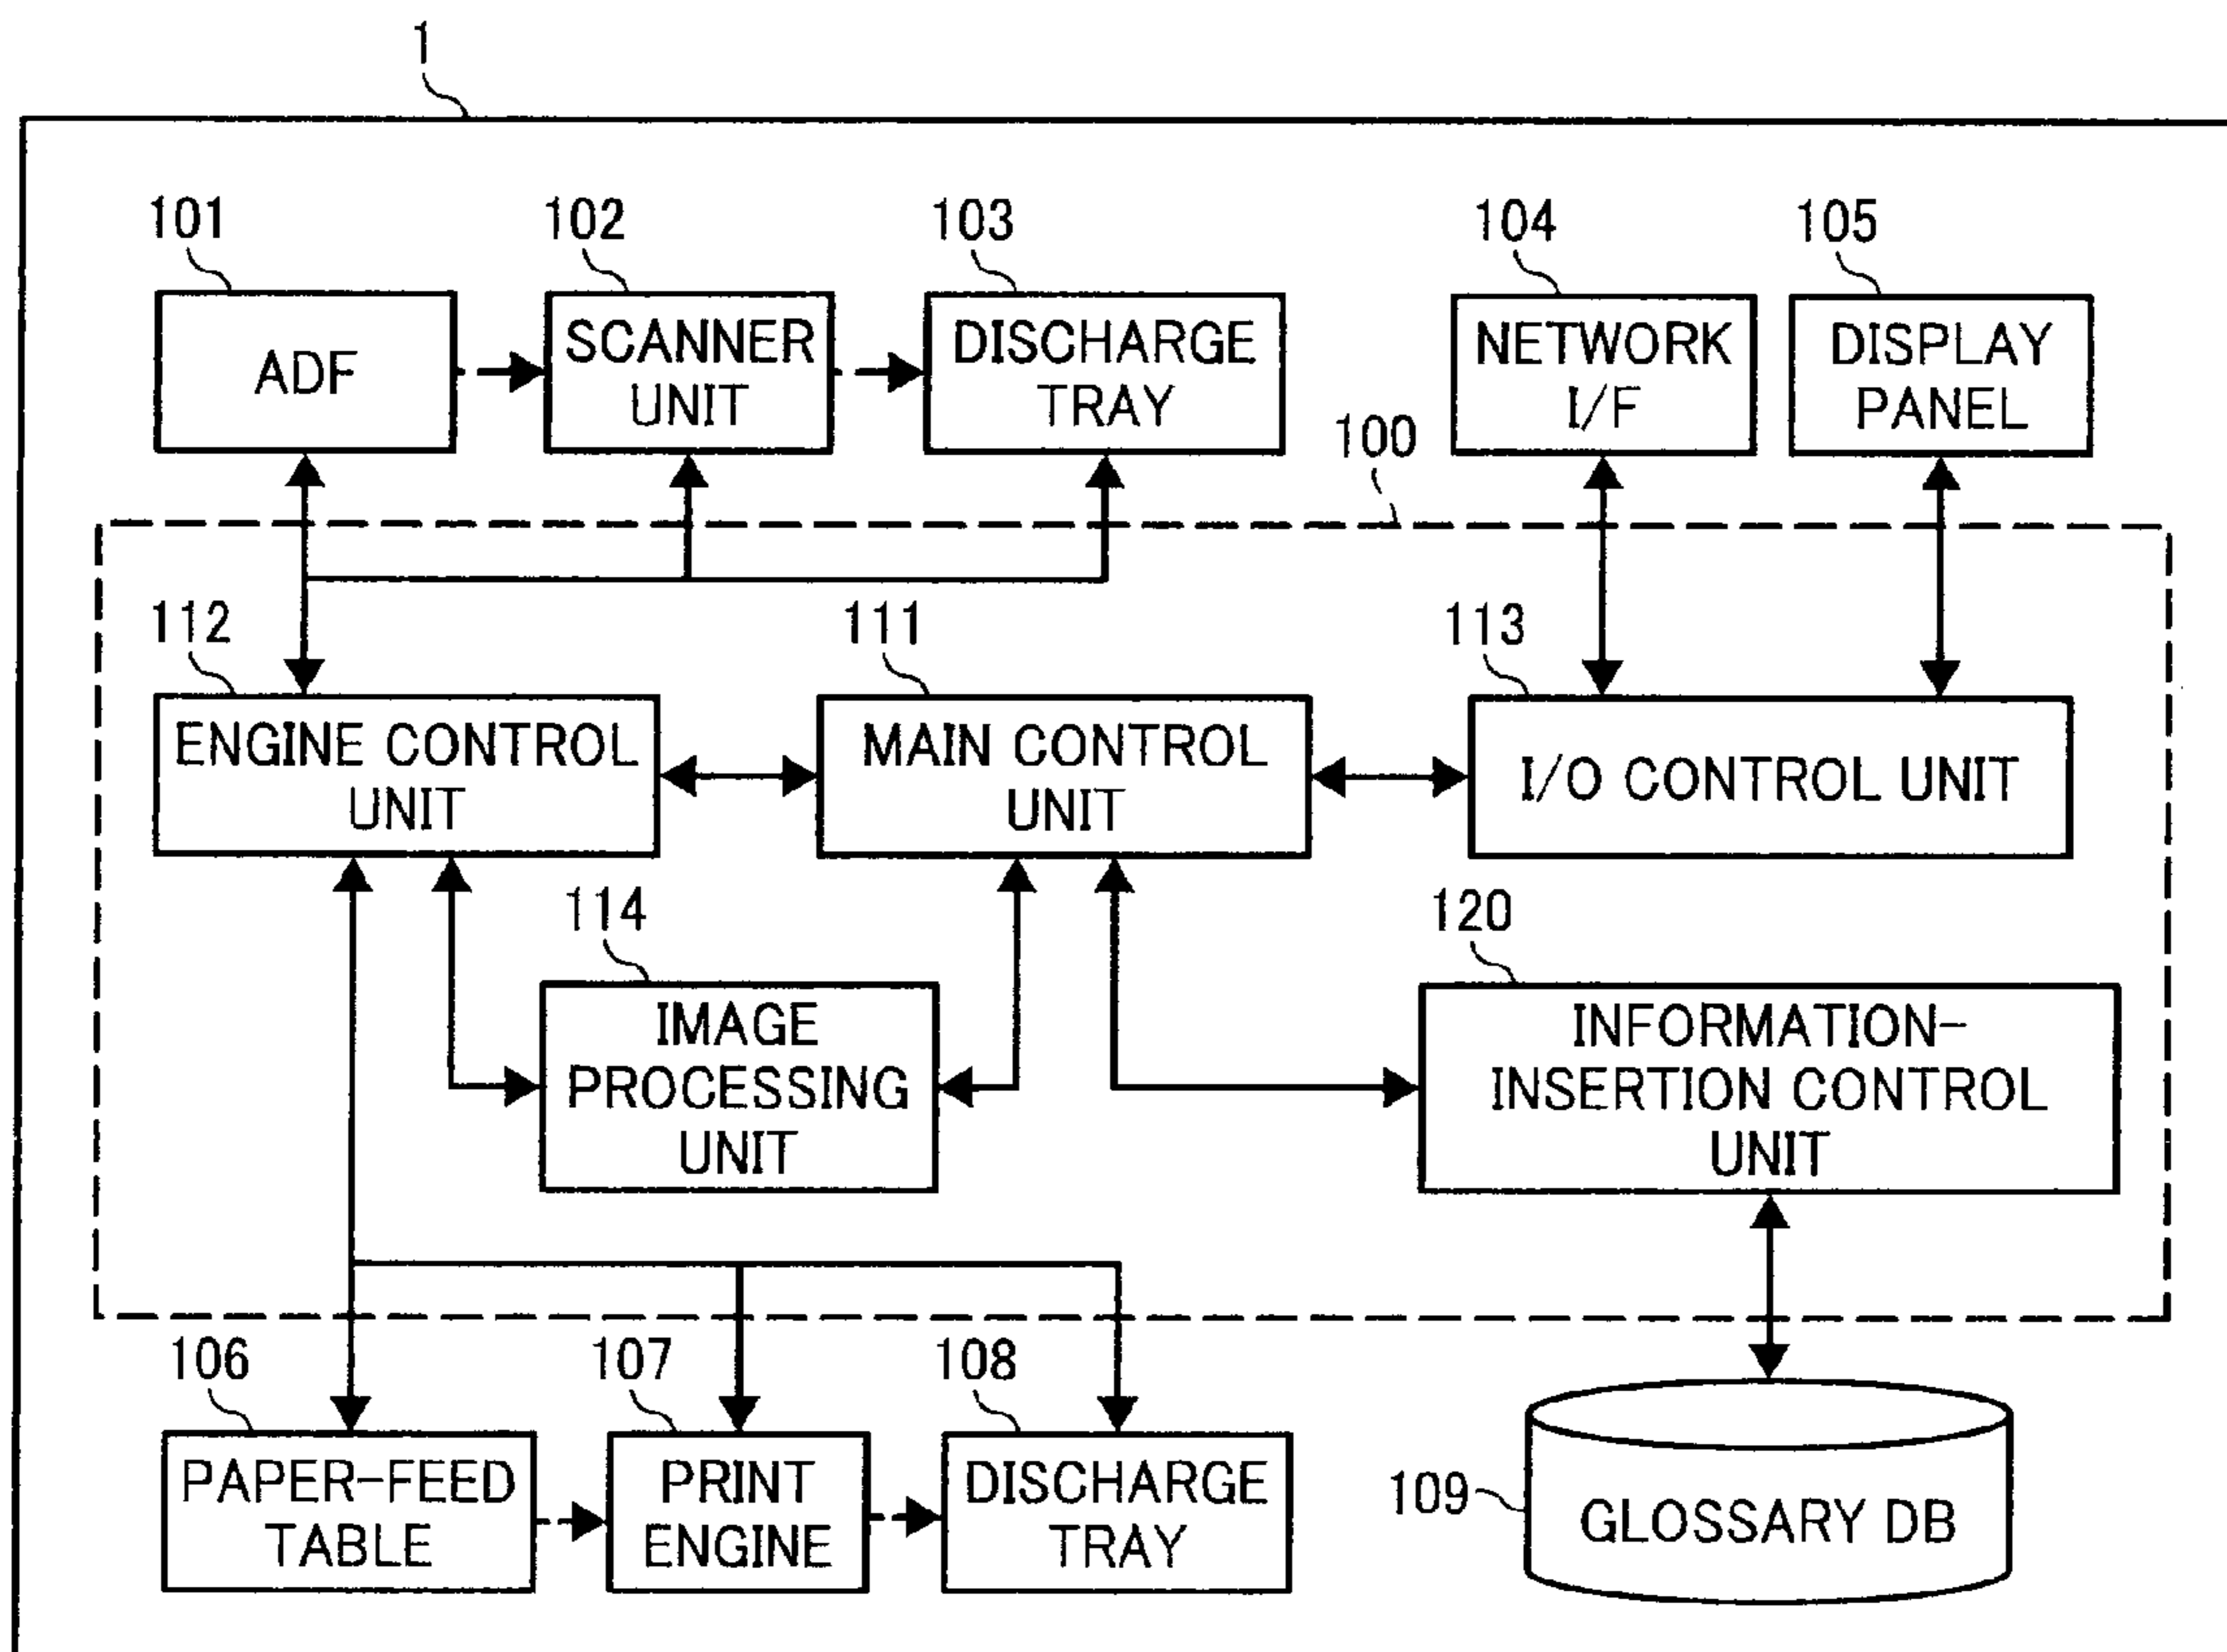 1
101
102
103
104
105
ADF
SCANNER
UNIT
DISCHARGE
TRAY
NETWORK
I/F
DISPLAY
PANEL
100
112
111
113
ENGINE CONTROL
UNIT
MAIN CONTROL
UNIT
I/O CONTROL UNIT
114
120
IMAGE
PROCESSING
UNIT
INFORMATION-
INSERTION CONTROL
UNIT
106
107
108
PAPER-FEED
TABLE
PRINT
ENGINE
DISCHARGE
TRAY
109
GLOSSARY DB